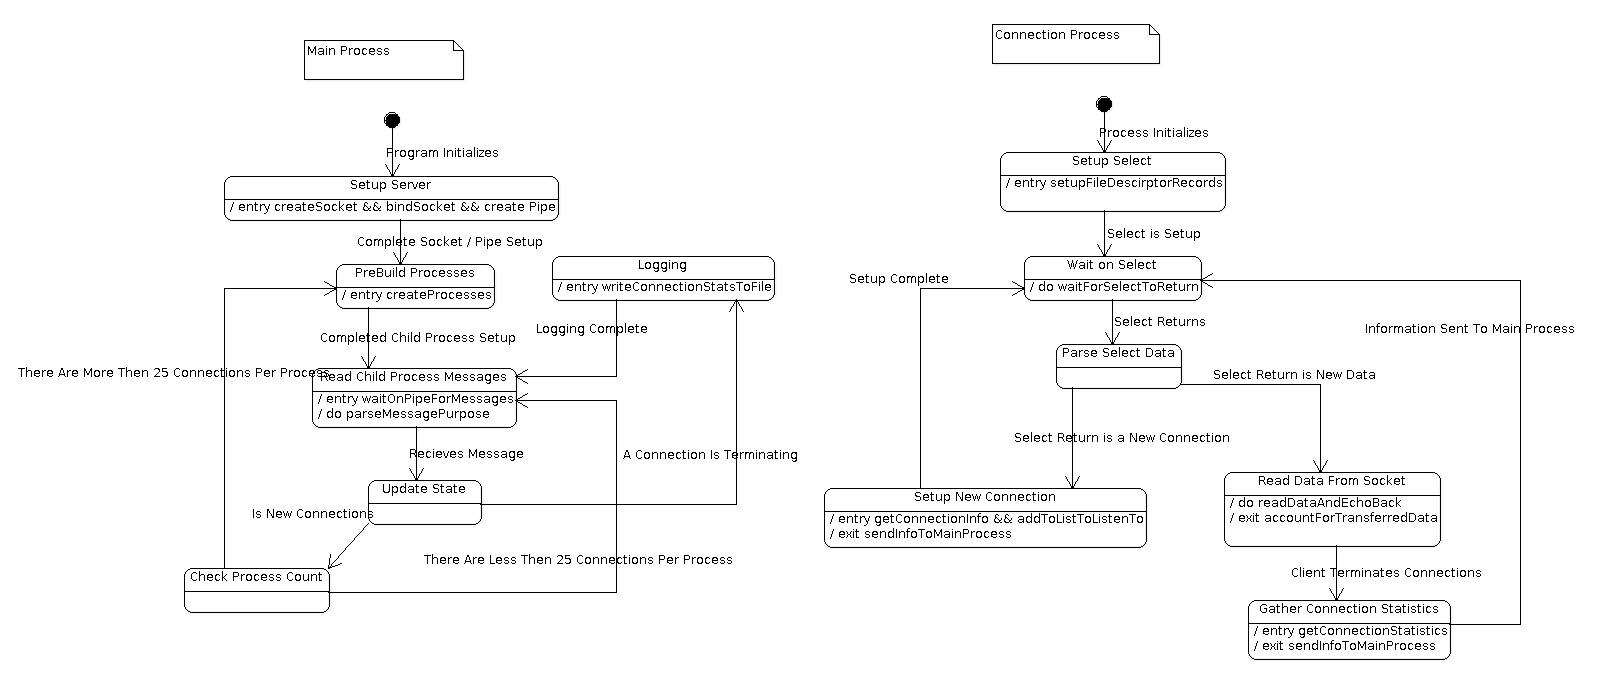 Main Process
Program Initializes
Setup Server
/ entry createSocket && bindSocket && create Pipe
Complete Socket / Pipe Setup
PreBuild Processes
/ entry createProcesses
Logging
/ entry writeConnectionStatsToFile
Completed Child Process Setup
Logging Complete
There Are More Then 25 Connections Per Process
Read Child Process Messages
/ entry waitOnPipeForMessages
/ do parseMessagePurpose
Recieves Message
A Connection Is Terminating
Update State
Is New Connections
There Are Less Then 25 Connections Per Process
Check Process Count
Connection Process
Process Initializes
Setup Select
/ entry setupFileDescirptorRecords
Select is Setup
Setup Complete
Wait on Select
/ do waitForSelectToReturn
Select Returns
Information Sent To Main Process
Parse Select Data
Select Return is New Data
Select Return is a New Connection
Setup New Connection
/ entry getConnectionInfo && addToListToListenTo
/ exit sendInfoToMainProcess
Read Data From Socket
/ do readDataAndEchoBack
/ exit accountForTransferredData
Client Terminates Connections
Gather Connection Statistics
/ entry getConnectionStatistics
/ exit sendInfoToMainProcess